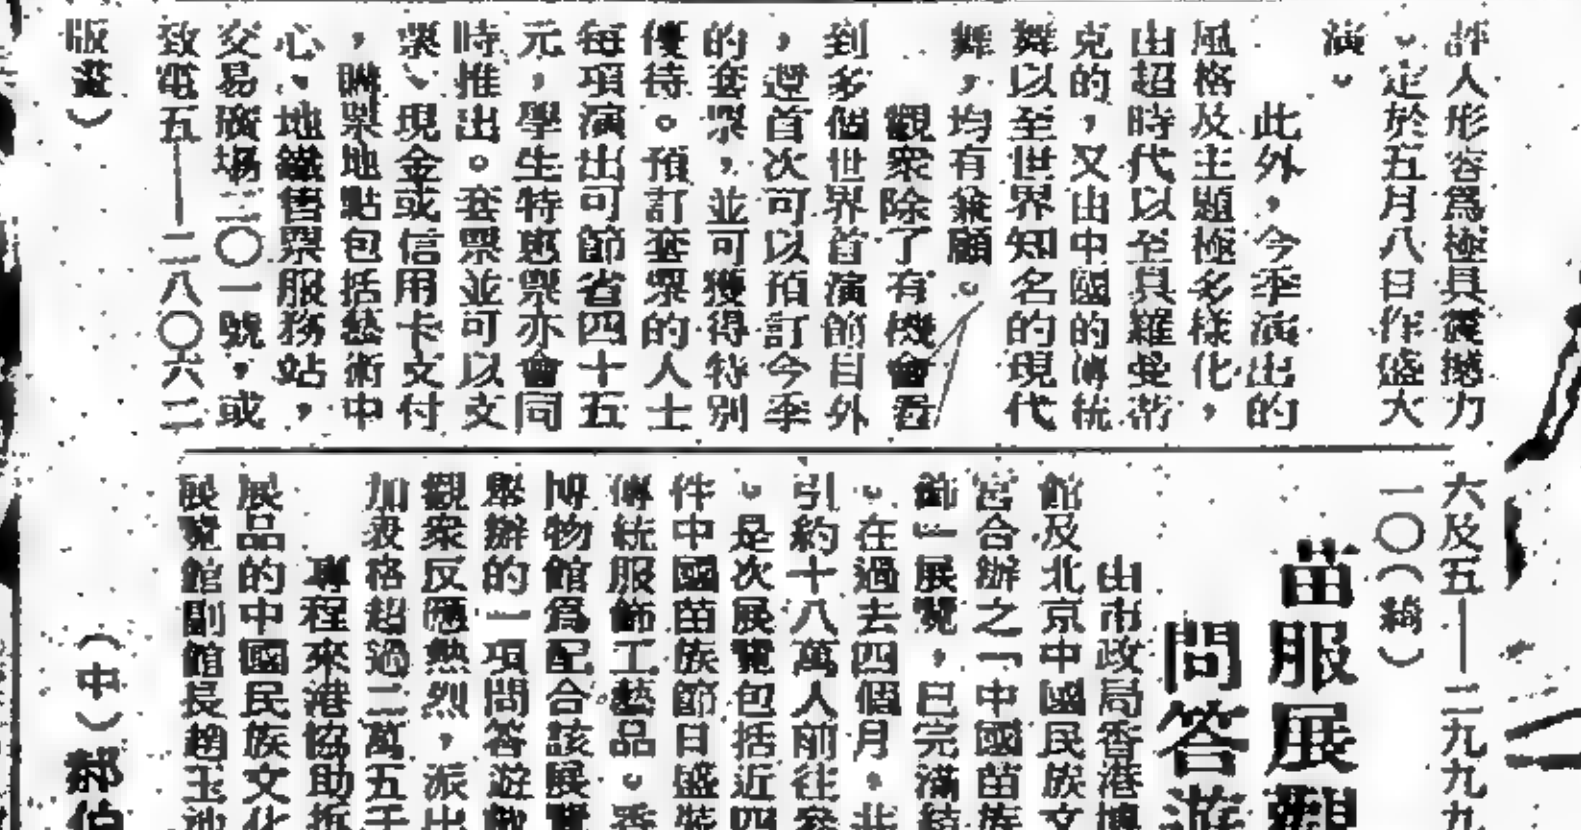 評人形容爲極具震撼力
。定於五月八日作盛大
演。
此外，今季演出的
風格及主題極多樣化，
由超時代以至具羅曼蒂
克的，又由中國的傳統
舞以至世界知名的現代
舞，均有兼顧。
觀衆除了有機會看
到多個世界首演節目外
，還首次可以預訂今季
的套票，並可獲得特別
優待。預訂套票的人士
每項演出可節省四十五
元，學生特惠票亦會同
時推出。套票並可以支
票、現金或信用卡支付
，購票地點包括藝術中
心、地鐵售票服務站，
交易廣場二〇一號，或
致電五——二八〇六二
六及五——二九九九
一〇（綺）
苗服展觀
問答遊
由市政局香港博
館及北京中國民族文
宮合辦之「中國苗族
飾」展覽，已完滿結
。在過去四個月，共
引約十八萬人前往參
。是次展覽包括近四
件中國苗族節日盛裝
傳統服飾工藝品。香
博物館爲配合該展覽
舉辦的一項問答遊戲
觀衆反應熱烈，派出
加表格超過二萬五千
專程來港協助拆
展品的中國民族文化
展覽館副館長趙玉池
版畫）
（中）郝伯